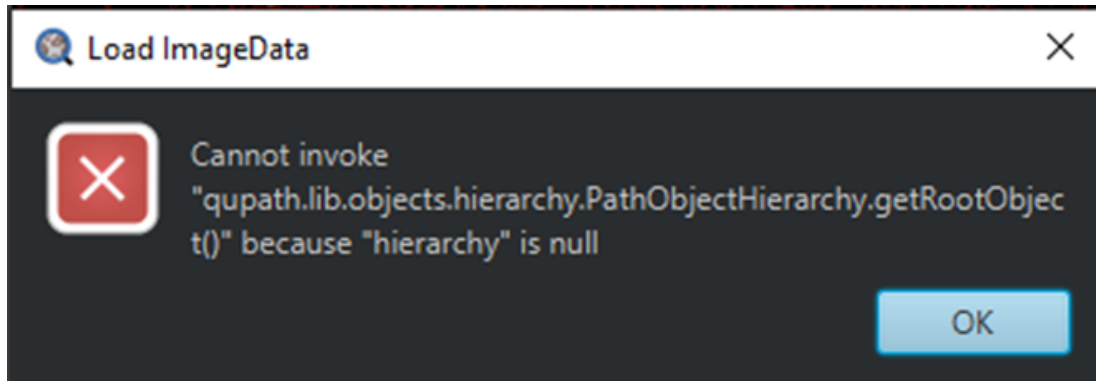 Load ImageData
Cannot invoke
"qupath.lib.objects.hierarchy.PathObjectHierarchy.getRootObjec
t()" because "hierarchy" is null
OK